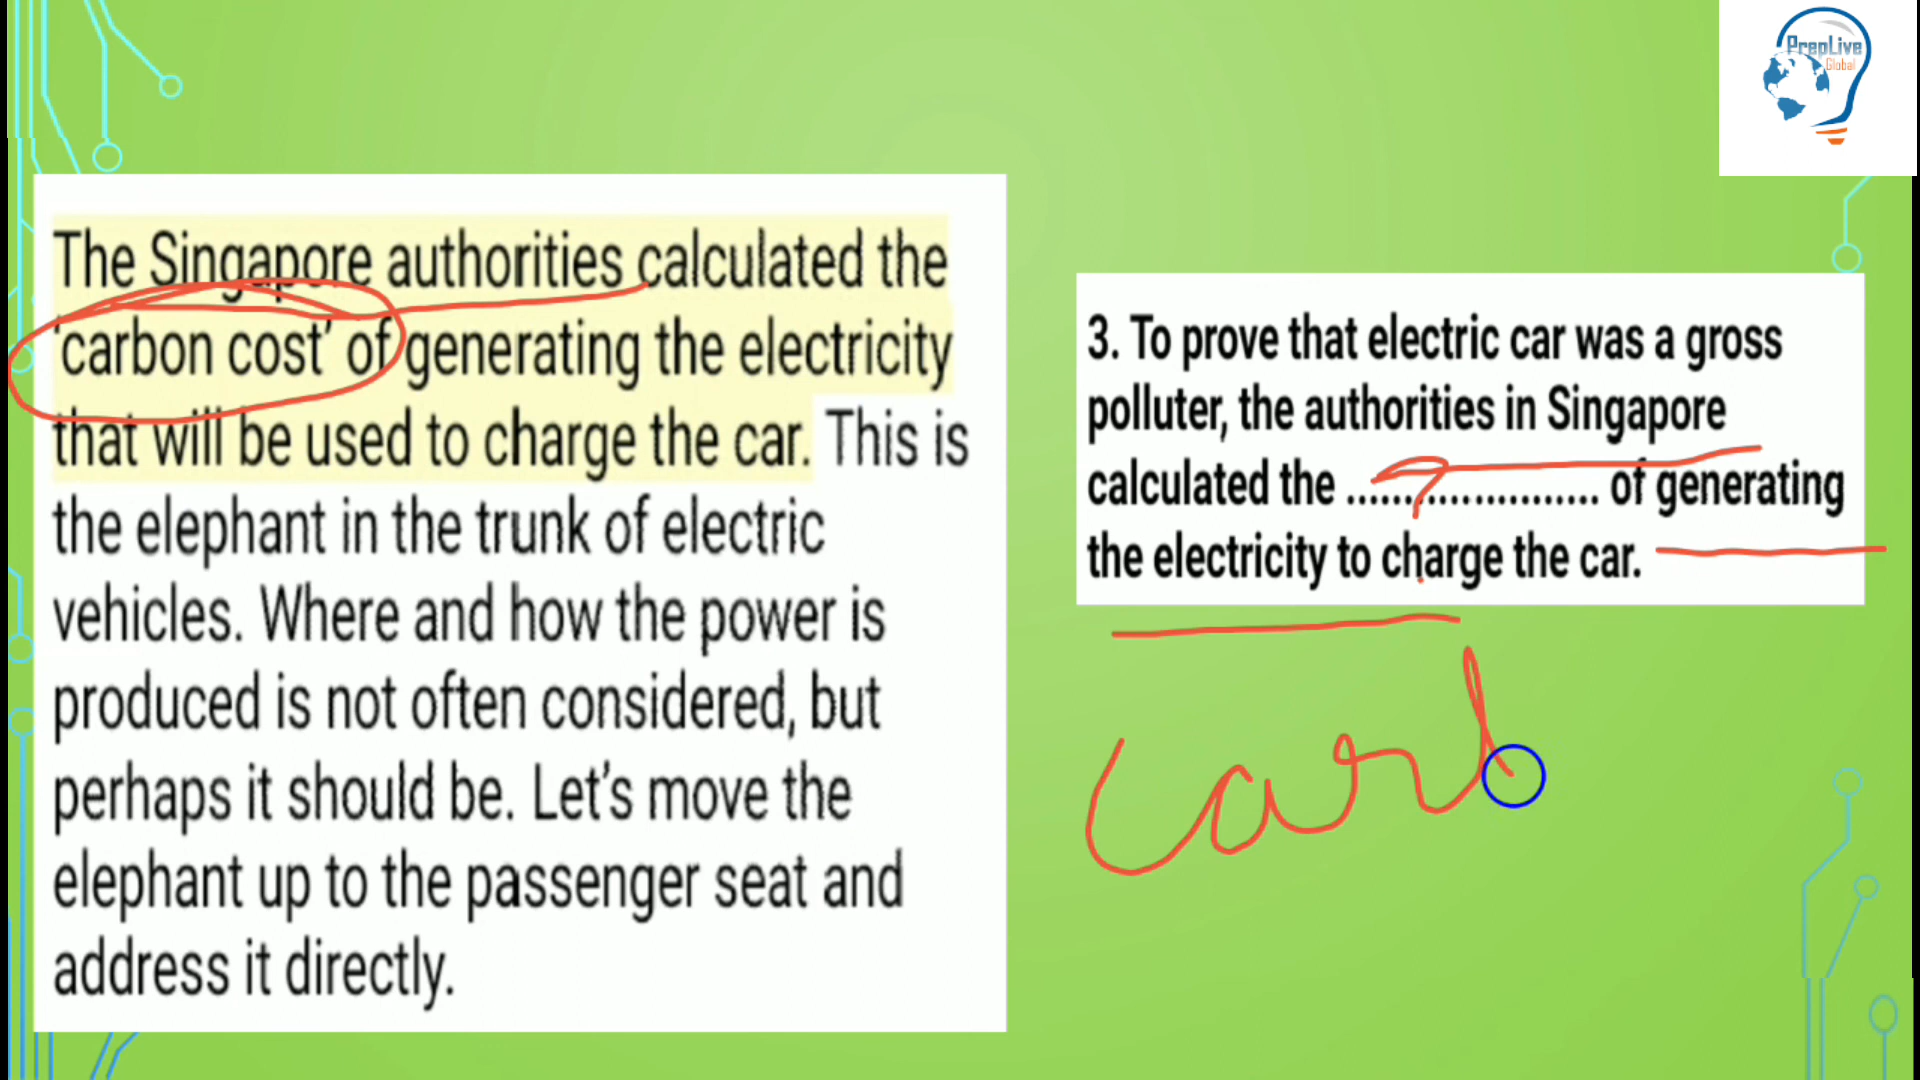 PrepLive
Global
The Singapore authorities calculated the
‘carbon cost’ of generating the electricity
that will be used to charge the car. This is
the elephant in the trunk of electric
vehicles. Where and how the power is
produced is not often considered, but
perhaps it should be. Let’s move the
elephant up to the passenger seat and
address it directly.
3. To prove that electric car was a gross
polluter, the authorities in Singapore
calculated the ...................... of generating
the electricity to charge the car.
?
carb